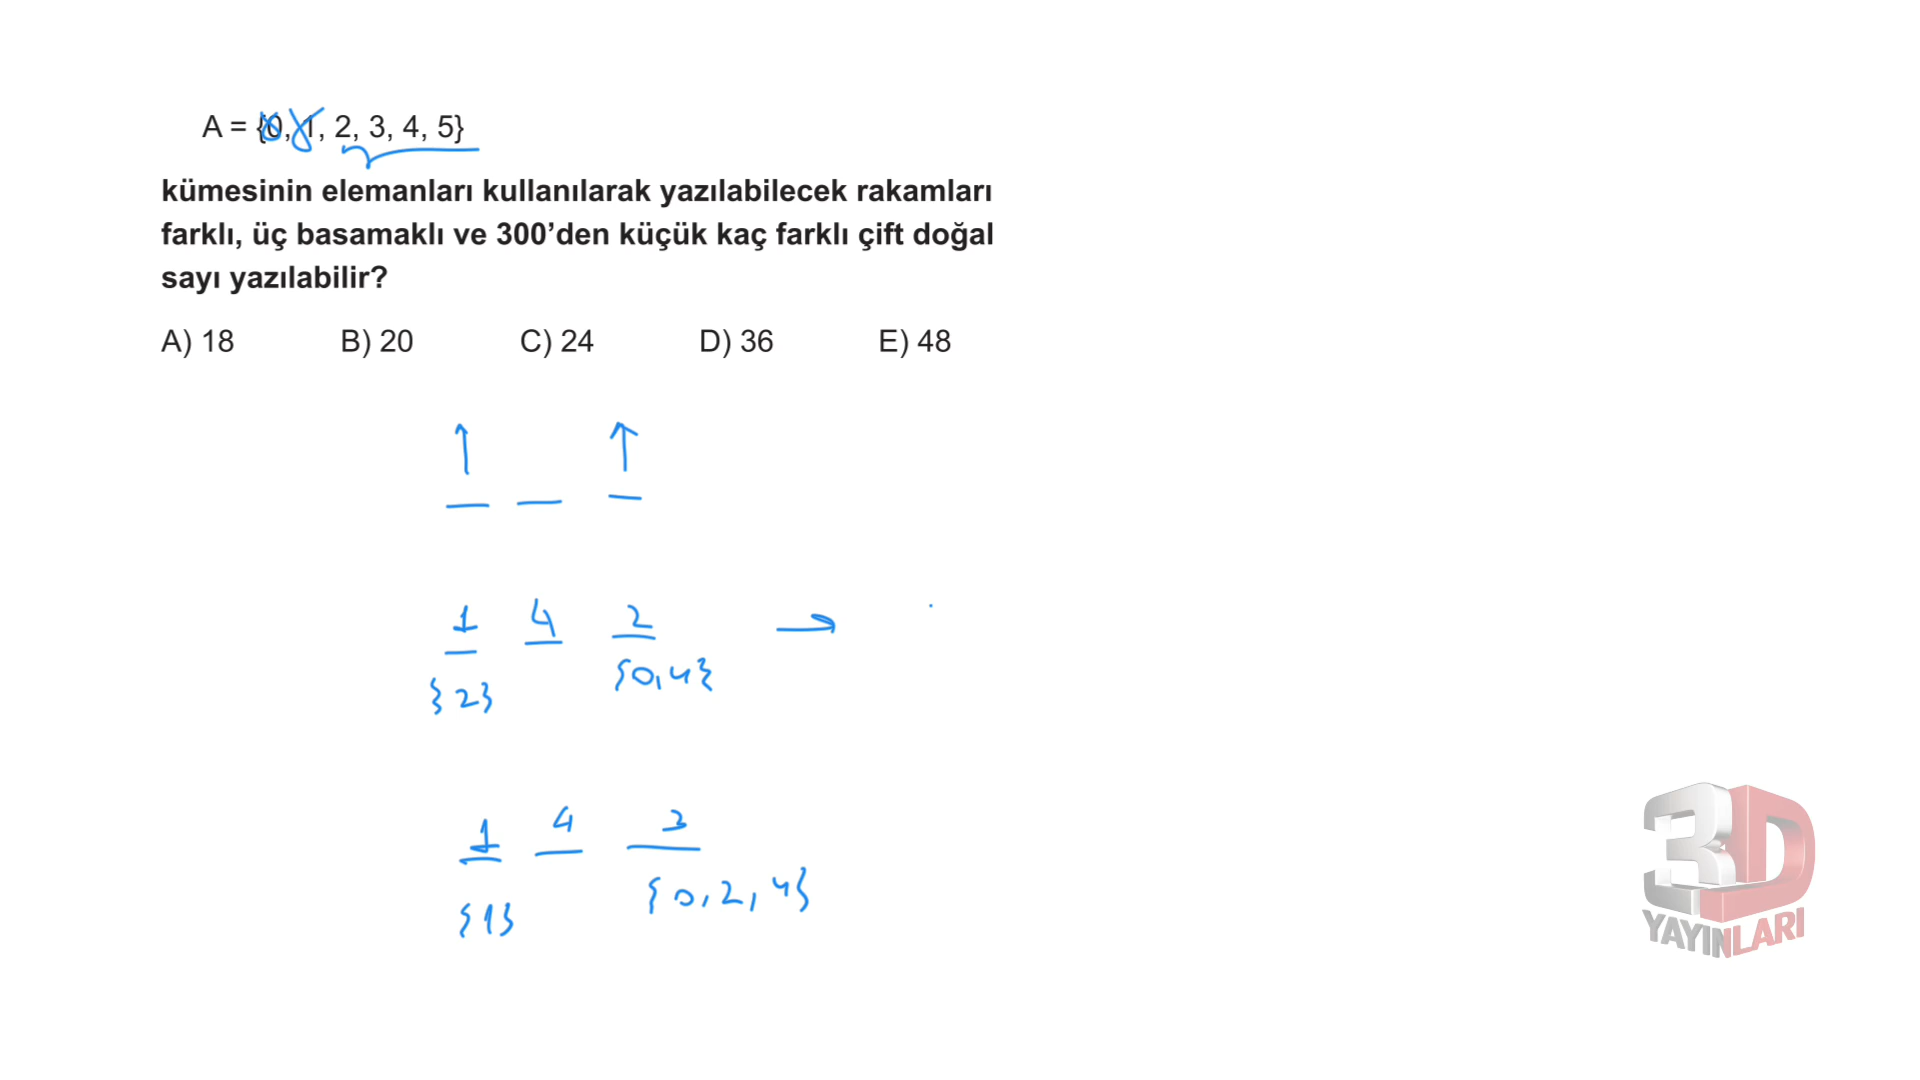 A = {0, 1, 2, 3, 4, 5}
kümesinin elemanları kullanılarak yazılabilecek rakamları
farklı, üç basamaklı ve 300’den küçük kaç farklı çift doğal
sayı yazılabilir?
A) 18 B) 20 C) 24 D) 36 E) 48
1 4 2 →
{2} {0,4}
1 4 3
{1} {0,2,4}
3D
YAYINLARI